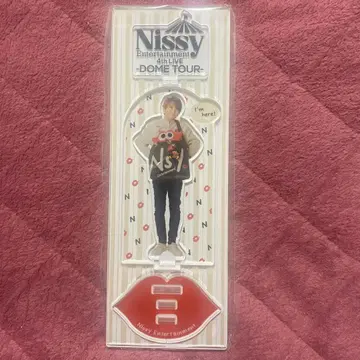 Nissy
Entertainment
4th LIVE
-DOME TOUR-
I'm here!
Nissy Entertainment